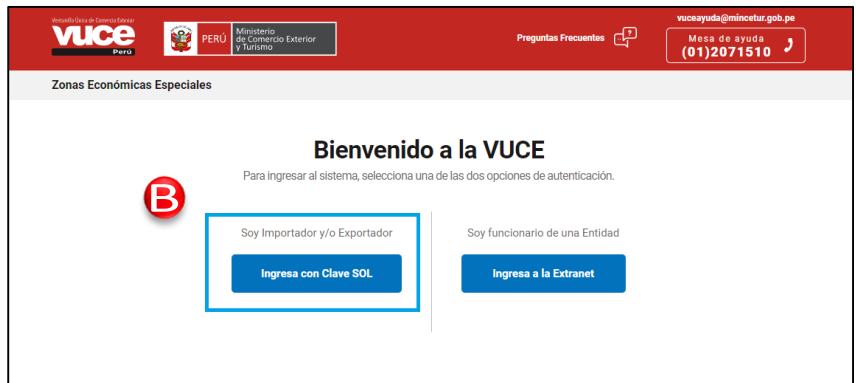 Ventanilla Única de Comercio Exterior
vuce
Perú
PERÚ
Ministerio
de Comercio Exterior
y Turismo
Preguntas Frecuentes
?
vuceayuda@mincetur.gob.pe
Mesa de ayuda
(01)2071510
Zonas Económicas Especiales
Bienvenido a la VUCE
Para ingresar al sistema, selecciona una de las dos opciones de autenticación.
B
Soy Importador y/o Exportador
Ingresa con Clave SOL
Soy funcionario de una Entidad
Ingresa a la Extranet